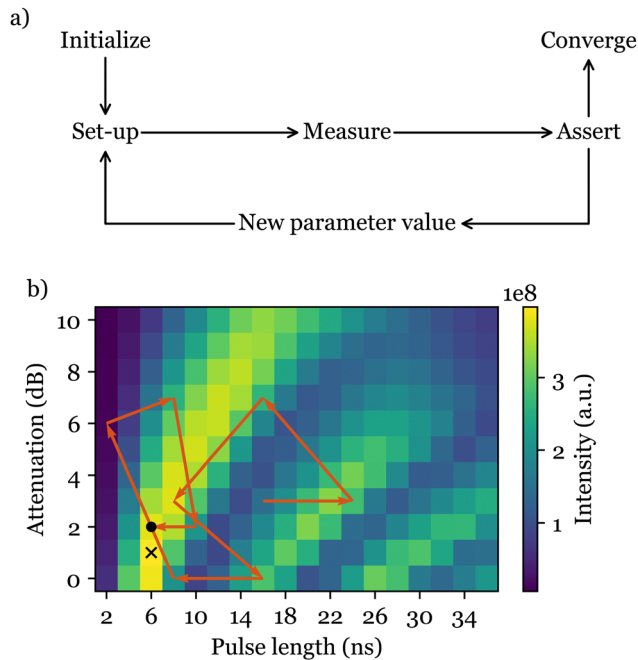 a)
Initialize Converge
Set-up Measure Assert
New parameter value
b)
1e8
10
8
6
4
2
0
Attenuation (dB)
2 6 10 14 18 22 26 30 34
Pulse length (ns)
3
2
1
Intensity (a.u.)